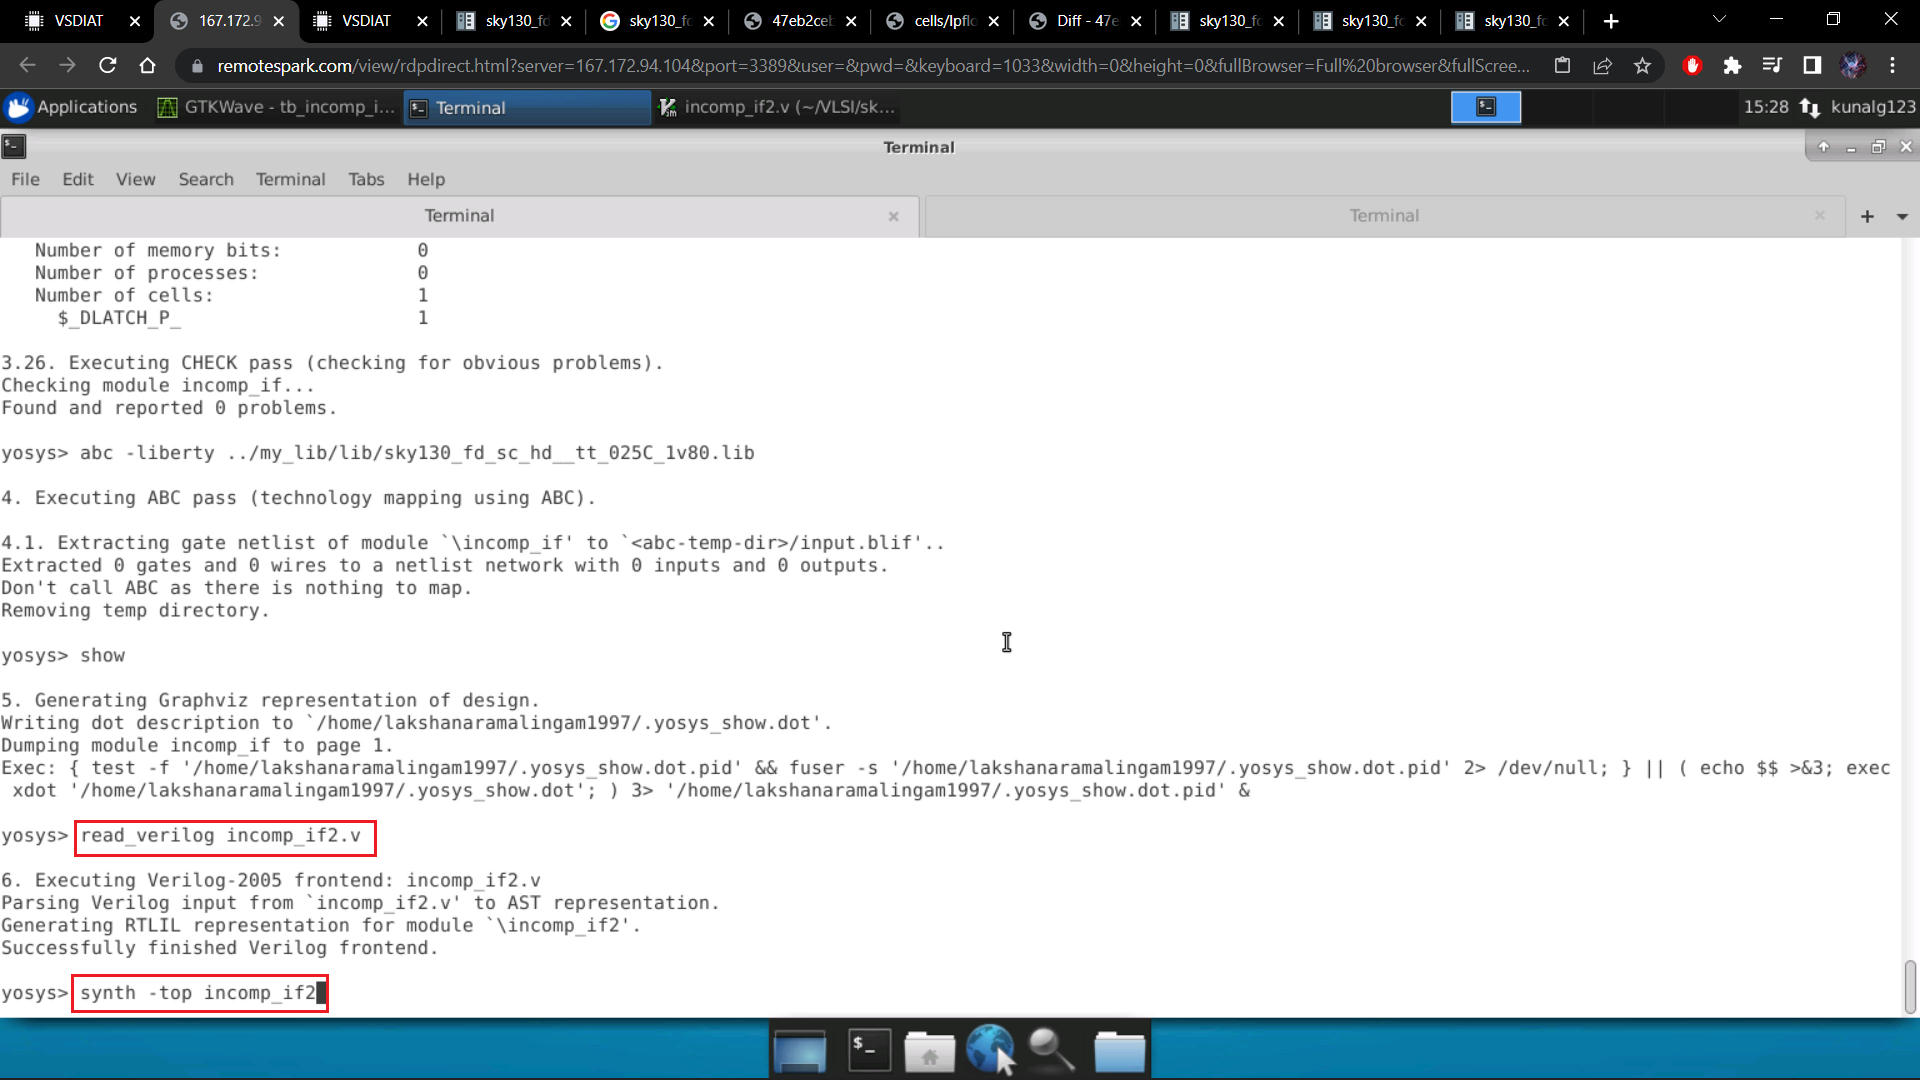 VSDIAT
167.172.9
VSDIAT
sky130_fd
sky130_fd
47eb2ceb
cells/lpflo
Diff - 47e
sky130_fd
sky130_fd
sky130_fd
remotespark.com/view/rdpdirect.html?server=167.172.94.104&port=3389&user=&pwd=&keyboard=1033&width=0&height=0&fullBrowser=Full%20browser&fullScree...
Applications
GTKWave - tb_incomp_i...
Terminal
incomp_if2.v (~/VLSI/sk...
15:28
kunalg123
Terminal
File Edit View Search Terminal Tabs Help
Terminal
Terminal
Number of memory bits: 0
Number of processes: 0
Number of cells: 1
$_DLATCH_P_ 1
3.26. Executing CHECK pass (checking for obvious problems).
Checking module incomp_if...
Found and reported 0 problems.
yosys> abc -liberty ../my_lib/lib/sky130_fd_sc_hd__tt_025C_1v80.lib
4. Executing ABC pass (technology mapping using ABC).
4.1. Extracting gate netlist of module `\incomp_if' to `<abc-temp-dir>/input.blif'..
Extracted 0 gates and 0 wires to a netlist network with 0 inputs and 0 outputs.
Don't call ABC as there is nothing to map.
Removing temp directory.
yosys> show
5. Generating Graphviz representation of design.
Writing dot description to `/home/lakshanaramalingam1997/.yosys_show.dot'.
Dumping module incomp_if to page 1.
Exec: { test -f '/home/lakshanaramalingam1997/.yosys_show.dot.pid' && fuser -s '/home/lakshanaramalingam1997/.yosys_show.dot.pid' 2> /dev/null; } || ( echo $$ >&3; exec
xdot '/home/lakshanaramalingam1997/.yosys_show.dot'; ) 3> '/home/lakshanaramalingam1997/.yosys_show.dot.pid' &
yosys> read_verilog incomp_if2.v
6. Executing Verilog-2005 frontend: incomp_if2.v
Parsing Verilog input from `incomp_if2.v' to AST representation.
Generating RTLIL representation for module `\incomp_if2'.
Successfully finished Verilog frontend.
yosys> synth -top incomp_if2